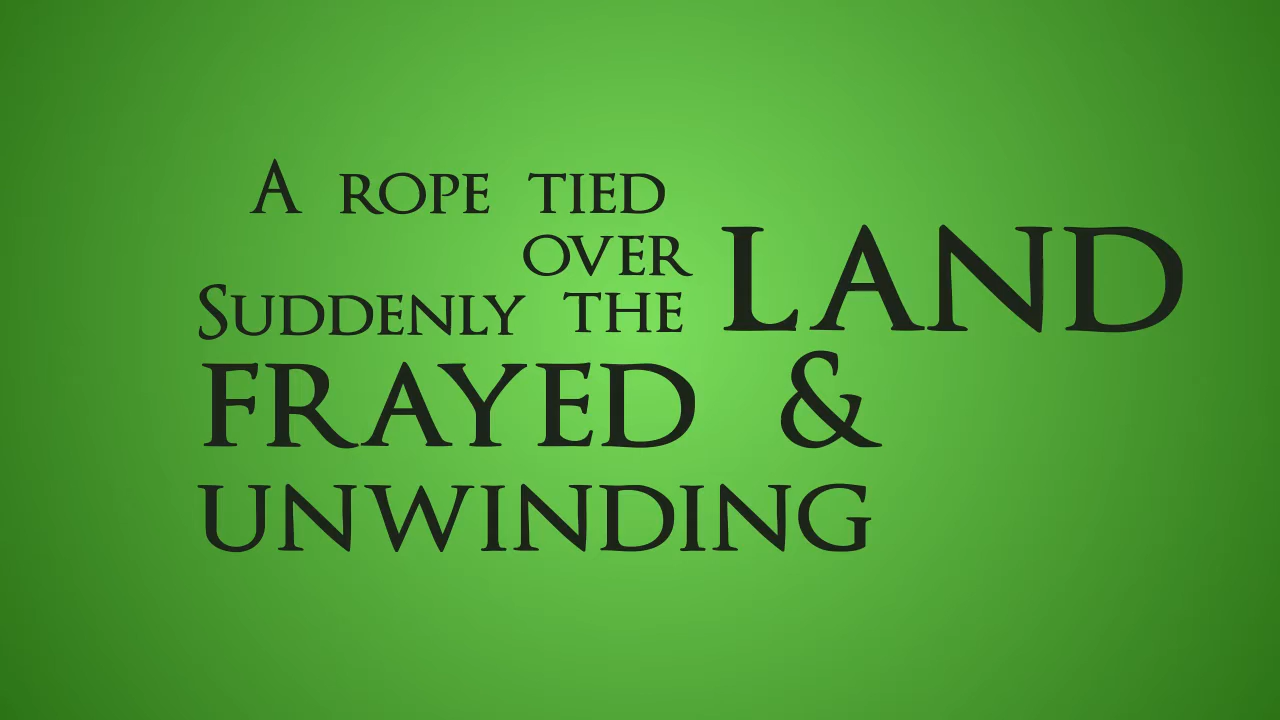 A ROPE TIED
OVER
THE LAND
SUDDENLY
FRAYED &
UNWINDING